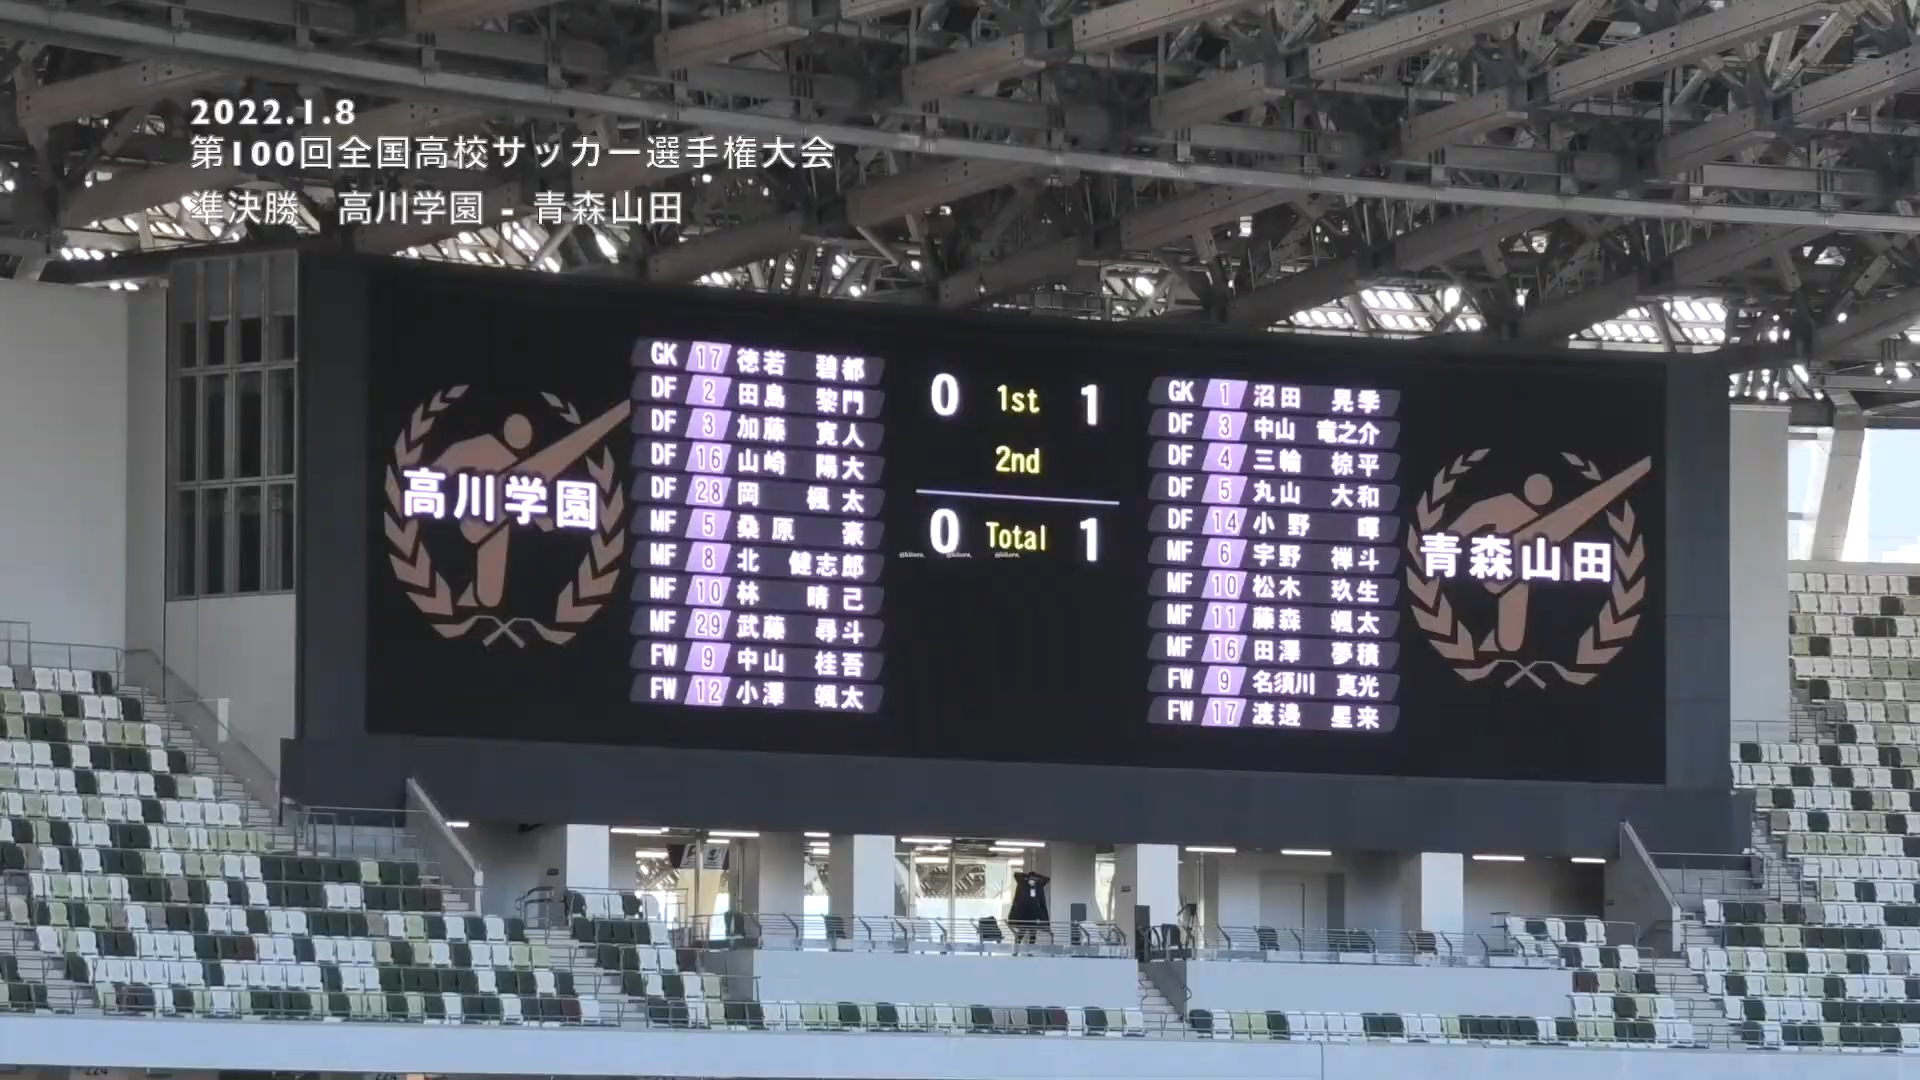 2022.1.8
第100回全国高校サッカー選手権大会
準決勝　高川学園 - 青森山田
高川学園
GK 17 徳若 碧都
DF 2 田島 黎門
DF 3 加藤 寛人
DF 16 山崎 陽大
DF 28 岡 楓太
MF 5 桑原 豪
MF 8 北 健志郎
MF 10 林 晴己
MF 29 武藤 尋斗
FW 9 中山 桂吾
FW 12 小澤 颯太
0 1st 1
2nd
0 Total 1
GK 1 沼田 晃季
DF 3 中山 竜之介
DF 4 三輪 椋平
DF 5 丸山 大和
DF 14 小野 暉
MF 6 宇野 禅斗
MF 10 松木 玖生
MF 11 藤森 颯太
MF 16 田澤 夢積
FW 9 名須川 真光
FW 17 渡邊 星来
青森山田
224